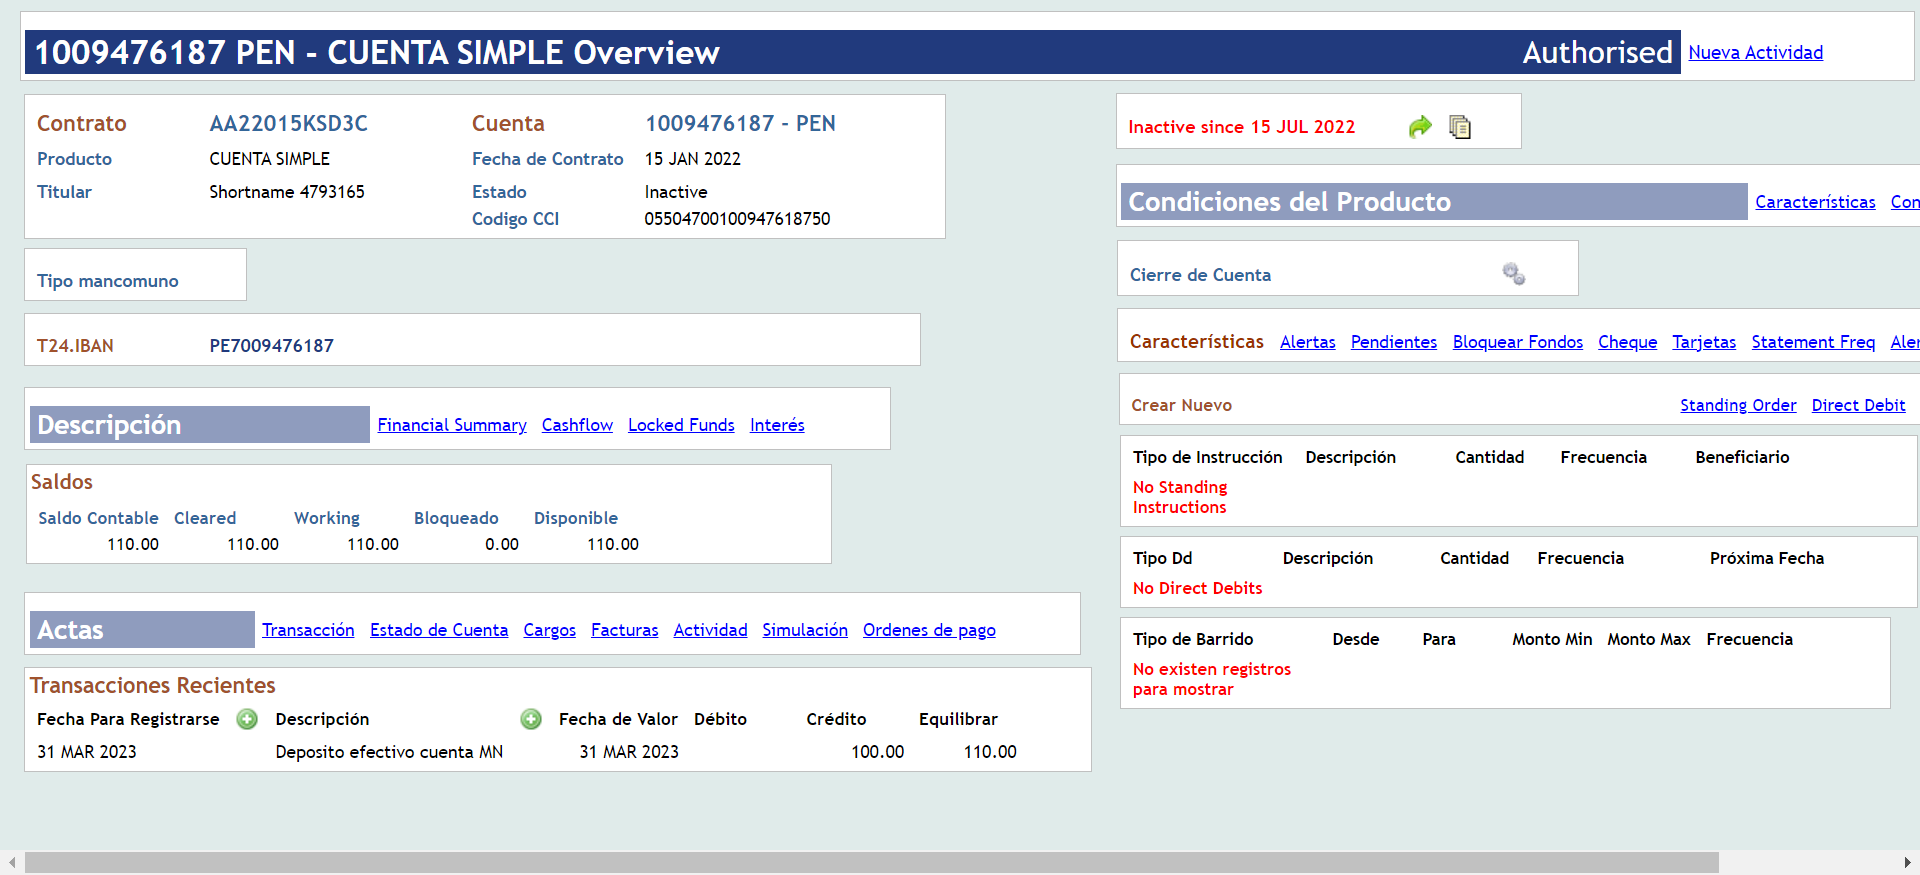 1009476187 PEN - CUENTA SIMPLE Overview Authorised Nueva Actividad
Contrato AA22015KSD3C Cuenta 1009476187 - PEN
Producto CUENTA SIMPLE Fecha de Contrato 15 JAN 2022
Titular Shortname 4793165 Estado Inactive
Codigo CCI 05504700100947618750
Tipo mancomuno
T24.IBAN PE7009476187
Descripción Financial Summary Cashflow Locked Funds Interés
Saldos
Saldo Contable Cleared Working Bloqueado Disponible
110.00 110.00 110.00 0.00 110.00
Actas Transacción Estado de Cuenta Cargos Facturas Actividad Simulación Ordenes de pago
Transacciones Recientes
Fecha Para Registrarse Descripción Fecha de Valor Débito Crédito Equilibrar
31 MAR 2023 Deposito efectivo cuenta MN 31 MAR 2023 100.00 110.00
Inactive since 15 JUL 2022
Condiciones del Producto Características Con
Cierre de Cuenta
Características Alertas Pendientes Bloquear Fondos Cheque Tarjetas Statement Freq Aler
Crear Nuevo Standing Order Direct Debit
Tipo de Instrucción Descripción Cantidad Frecuencia Beneficiario
No Standing
Instructions
Tipo Dd Descripción Cantidad Frecuencia Próxima Fecha
No Direct Debits
Tipo de Barrido Desde Para Monto Min Monto Max Frecuencia
No existen registros
para mostrar